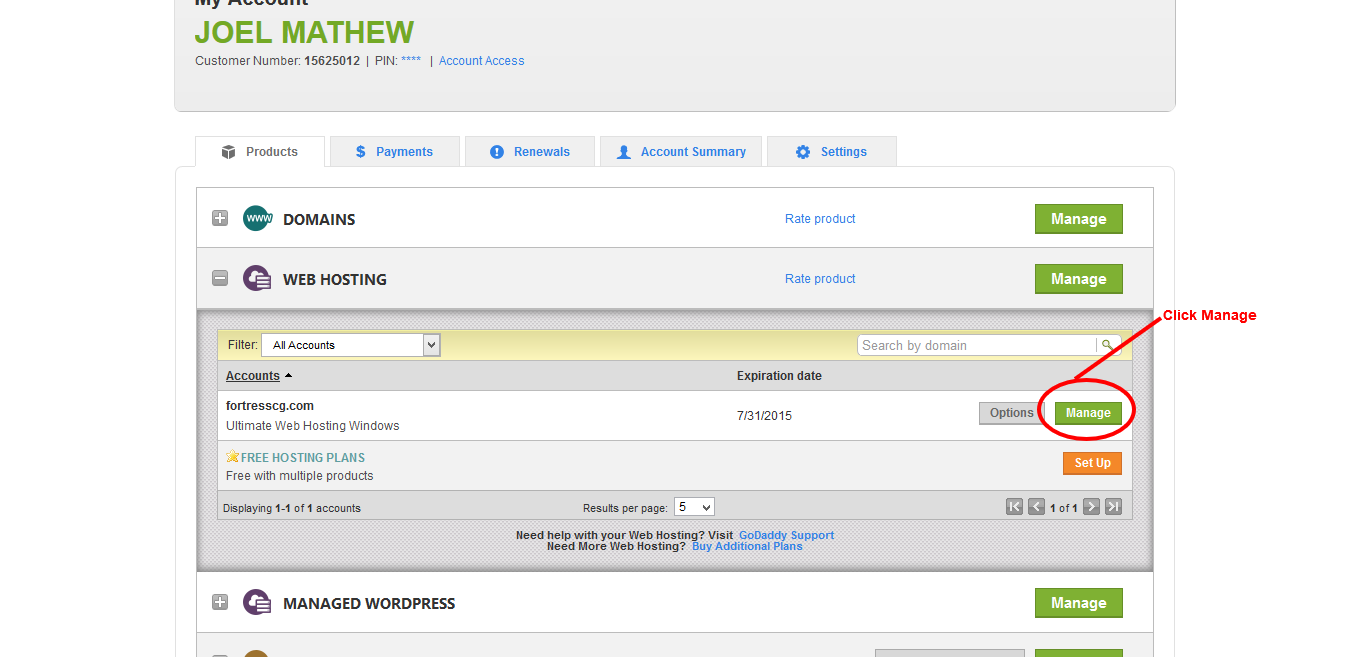 My Account
JOEL MATHEW
Customer Number: 15625012 | PIN: **** | Account Access
Products
$ Payments
Renewals
Account Summary
Settings
www DOMAINS Rate product Manage
WEB HOSTING Rate product Manage
Click Manage
Filter: All Accounts Search by domain
Accounts Expiration date
fortresscg.com
Ultimate Web Hosting Windows
7/31/2015 Options Manage
FREE HOSTING PLANS
Free with multiple products
Set Up
Displaying 1-1 of 1 accounts Results per page: 5 1 of 1
Need help with your Web Hosting? Visit GoDaddy Support
Need More Web Hosting? Buy Additional Plans
MANAGED WORDPRESS Manage